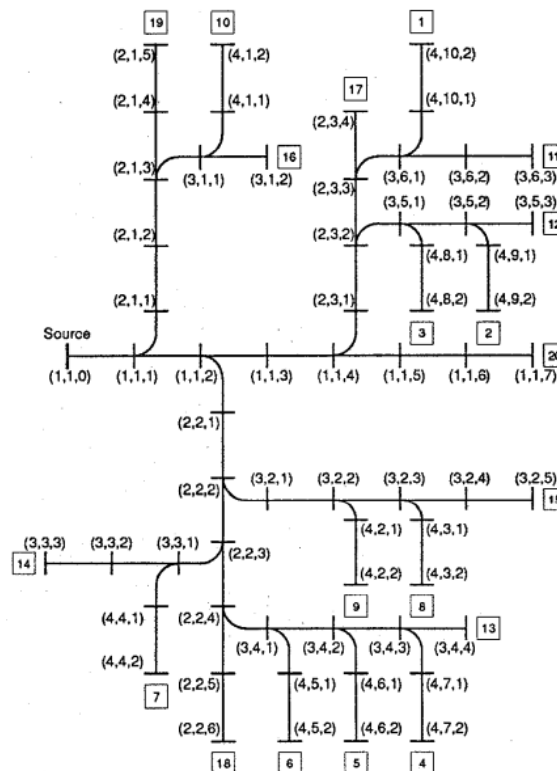 19 10 1
(2,1,5) (4,1,2) (4,10,2)
17
(2,1,4) (4,1,1) (2,3,4) (4,10,1)
16 11
(2,1,3) (3,1,1) (3,1,2) (2,3,3) (3,6,1) (3,6,2) (3,6,3)
(3,5,1) (3,5,2) (3,5,3)
12
(2,1,2) (2,3,2) (4,8,1) (4,9,1)
(2,1,1) (2,3,1) (4,8,2) (4,9,2)
Source 3 2
20
(1,1,0) (1,1,1) (1,1,2) (1,1,3) (1,1,4) (1,1,5) (1,1,6) (1,1,7)
(2,2,1)
(3,2,1) (3,2,2) (3,2,3) (3,2,4) (3,2,5)
(2,2,2) 15
(4,2,1) (4,3,1)
(3,3,3) (3,3,2) (3,3,1) (2,2,3)
14
(4,2,2) (4,3,2)
9 8
(4,4,1) (2,2,4) 13
(3,4,1) (3,4,2) (3,4,3) (3,4,4)
(4,4,2) (2,2,5) (4,5,1) (4,6,1) (4,7,1)
7
(2,2,6) (4,5,2) (4,6,2) (4,7,2)
18 6 5 4